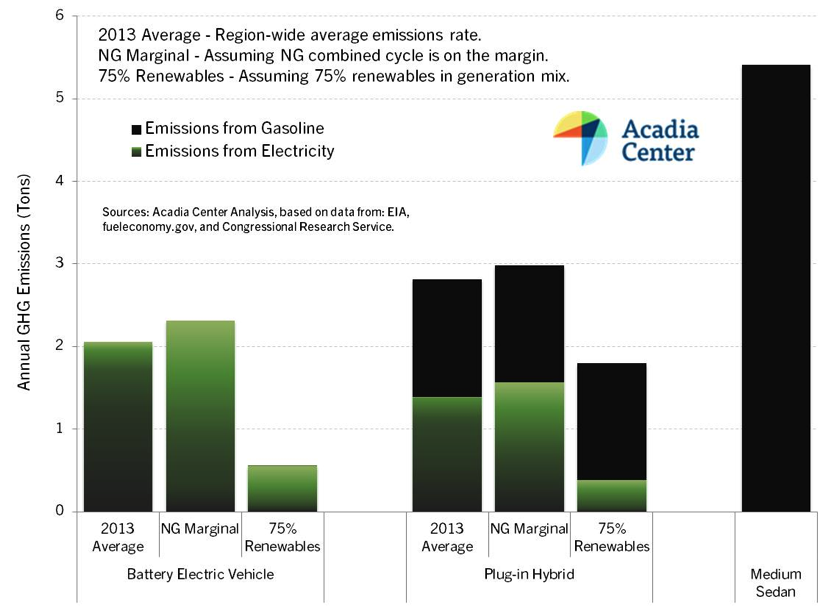 6
2013 Average - Region-wide average emissions rate.
NG Marginal - Assuming NG combined cycle is on the margin.
75% Renewables - Assuming 75% renewables in generation mix.
5
Emissions from Gasoline
Emissions from Electricity
Acadia
Center
4
Sources: Acadia Center Analysis, based on data from: EIA,
fueleconomy.gov, and Congressional Research Service.
Annual GHG Emissions (Tons)
3
2
1
0
2013
Average
NG Marginal
75%
Renewables
2013
Average
NG Marginal
75%
Renewables
Battery Electric Vehicle
Plug-in Hybrid
Medium
Sedan